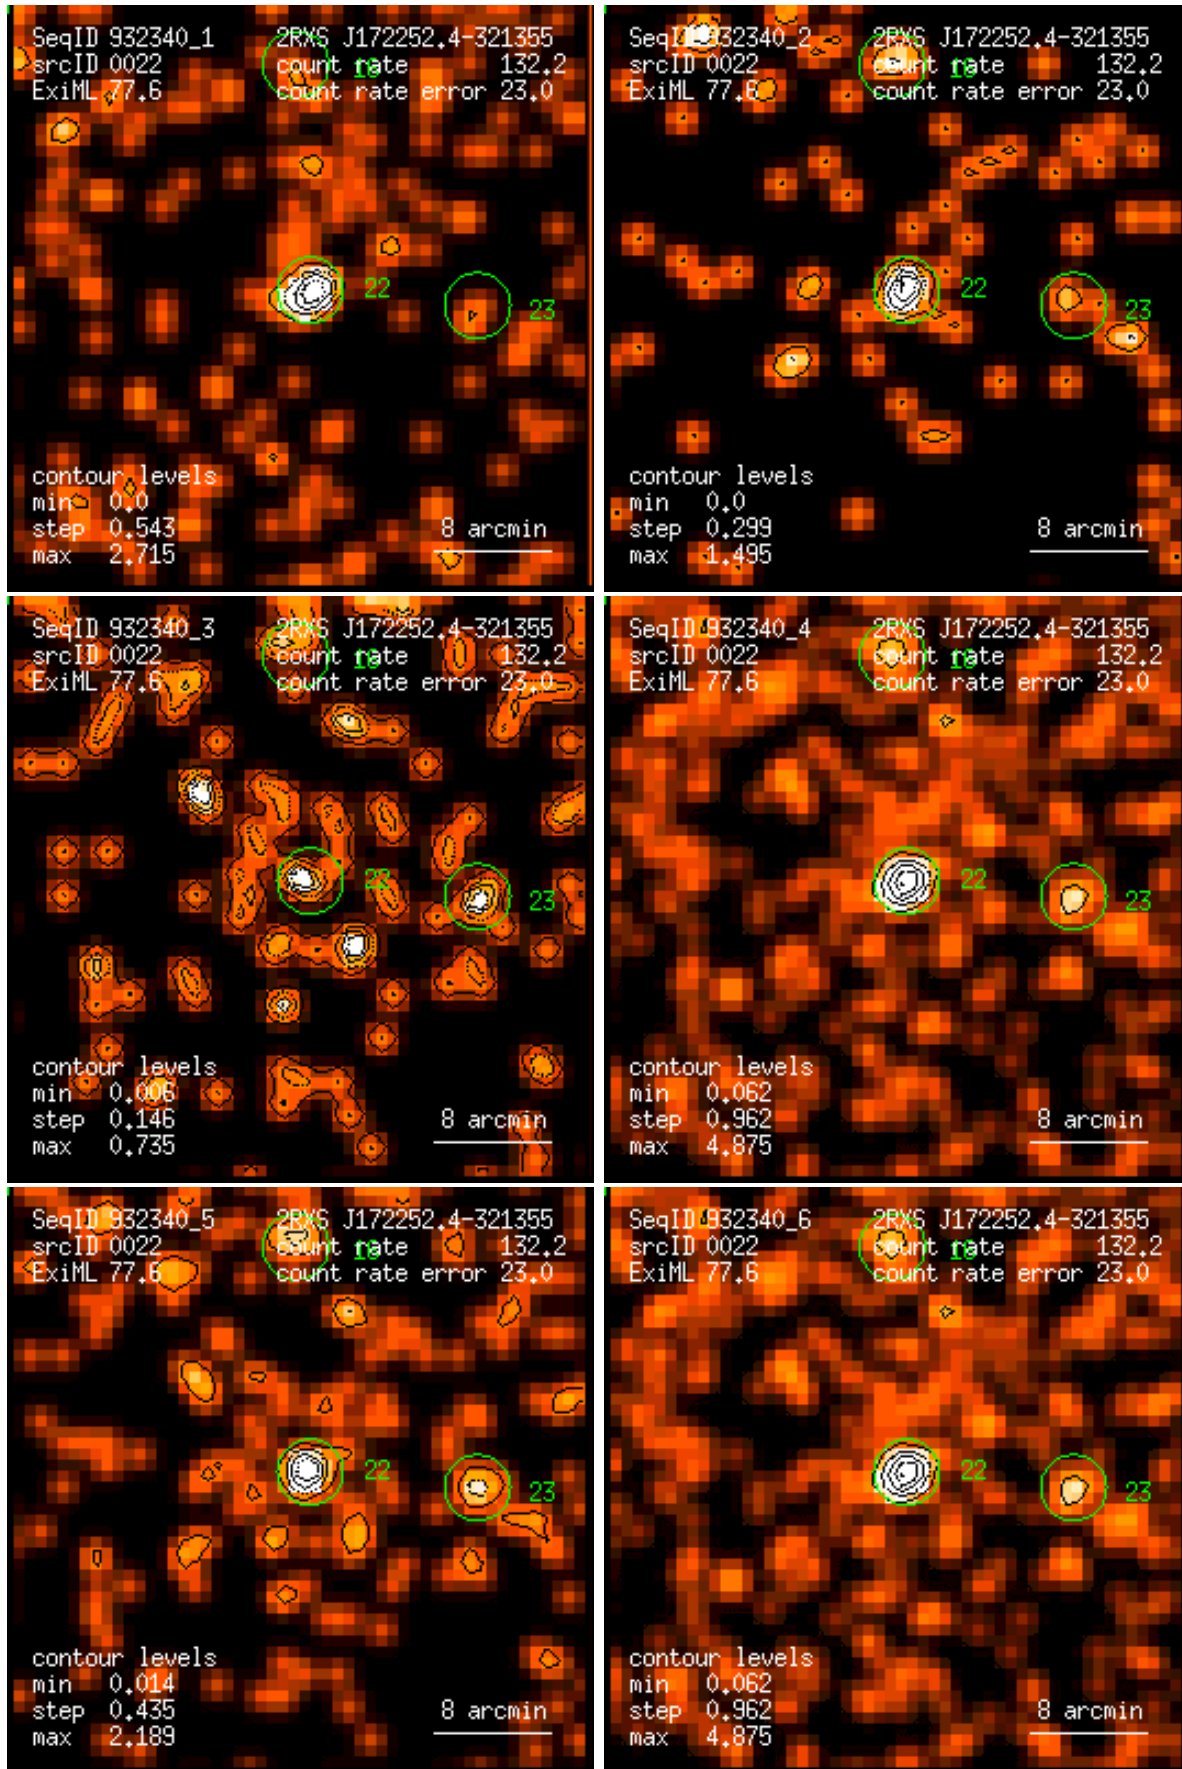 SeqID 932340_1 2RXS J172252.4-321355
srcID 0022 count rate 132.2
ExiML 77.6 count rate error 23.0
22
23
contour levels
min 0.0
step 0.543
max 2.715
8 arcmin
SeqID 932340_2 2RXS J172252.4-321355
srcID 0022 count rate 132.2
ExiML 77.6 count rate error 23.0
22
23
contour levels
min 0.0
step 0.299
max 1.495
8 arcmin
SeqID 932340_3 2RXS J172252.4-321355
srcID 0022 count rate 132.2
ExiML 77.6 count rate error 23.0
22
23
contour levels
min 0.006
step 0.146
max 0.735
8 arcmin
SeqID 932340_4 2RXS J172252.4-321355
srcID 0022 count rate 132.2
ExiML 77.6 count rate error 23.0
22
23
contour levels
min 0.062
step 0.962
max 4.875
8 arcmin
SeqID 932340_5 2RXS J172252.4-321355
srcID 0022 count rate 132.2
ExiML 77.6 count rate error 23.0
22
23
contour levels
min 0.014
step 0.435
max 2.189
8 arcmin
SeqID 932340_6 2RXS J172252.4-321355
srcID 0022 count rate 132.2
ExiML 77.6 count rate error 23.0
22
23
contour levels
min 0.062
step 0.962
max 4.875
8 arcmin